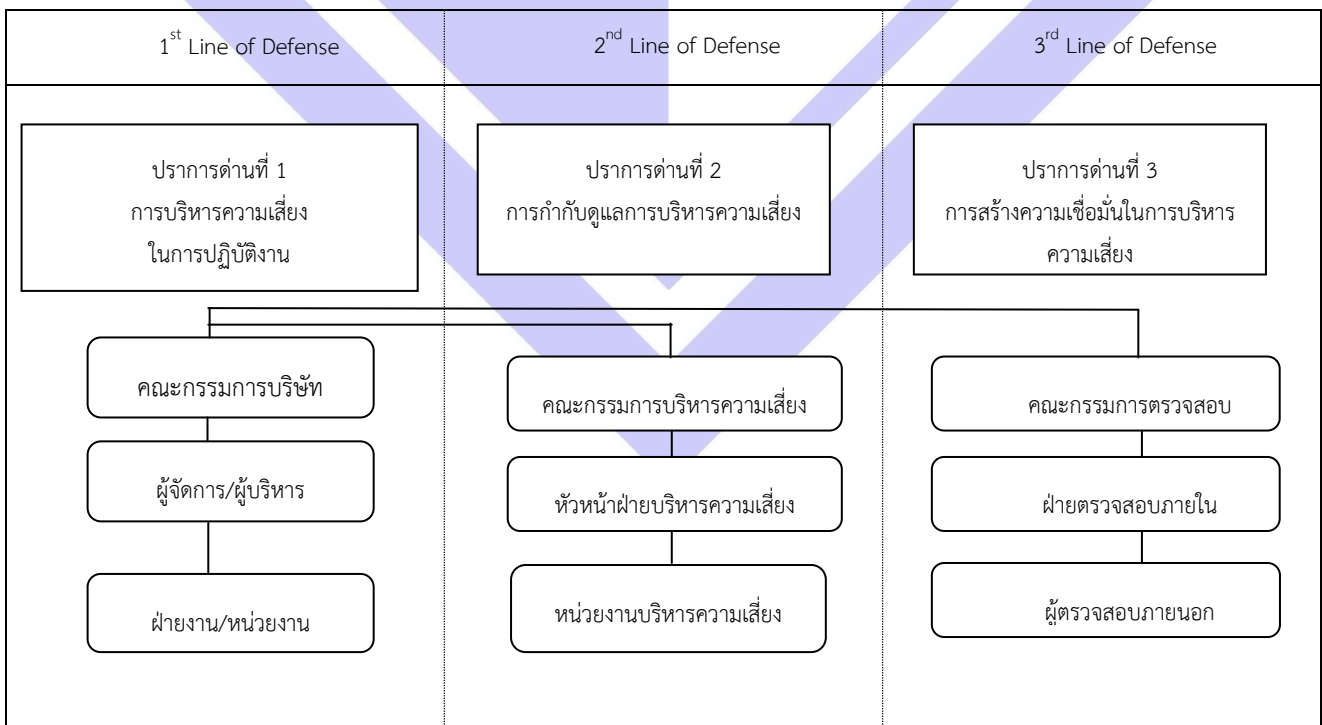 1st Line of Defense
2nd Line of Defense
3rd Line of Defense
ปราการด่านที่ 1
การบริหารความเสี่ยง
ในการปฏิบัติงาน
ปราการด่านที่ 2
การกำกับดูแลการบริหารความเสี่ยง
ปราการด่านที่ 3
การสร้างความเชื่อมั่นในการบริหาร
ความเสี่ยง
คณะกรรมการบริษัท
ผู้จัดการ/ผู้บริหาร
ฝ่ายงาน/หน่วยงาน
คณะกรรมการบริหารความเสี่ยง
หัวหน้าฝ่ายบริหารความเสี่ยง
หน่วยงานบริหารความเสี่ยง
คณะกรรมการตรวจสอบ
ฝ่ายตรวจสอบภายใน
ผู้ตรวจสอบภายนอก